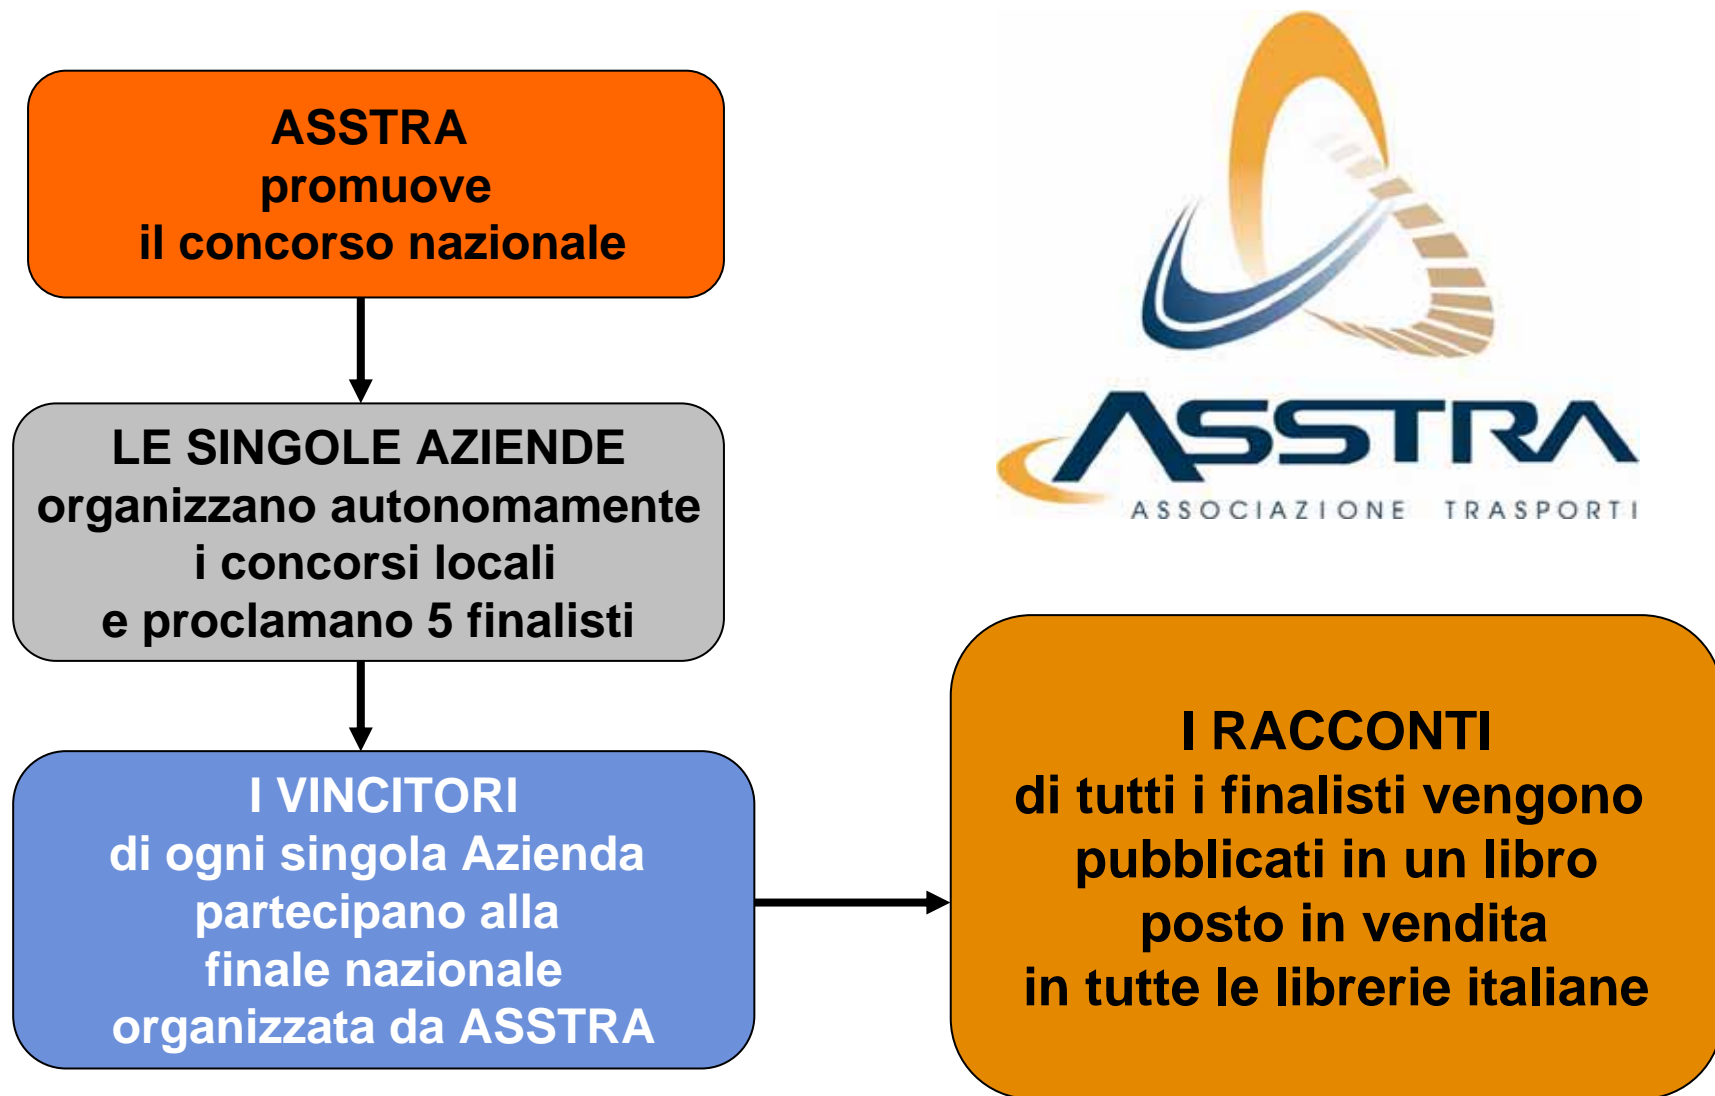 ASSTRA
promuove
il concorso nazionale
ASSTRA
ASSOCIAZIONE TRASPORTI
LE SINGOLE AZIENDE
organizzano autonomamente
i concorsi locali
e proclamano 5 finalisti
I VINCITORI
di ogni singola Azienda
partecipano alla
finale nazionale
organizzata da ASSTRA
I RACCONTI
di tutti i finalisti vengono
pubblicati in un libro
posto in vendita
in tutte le librerie italiane